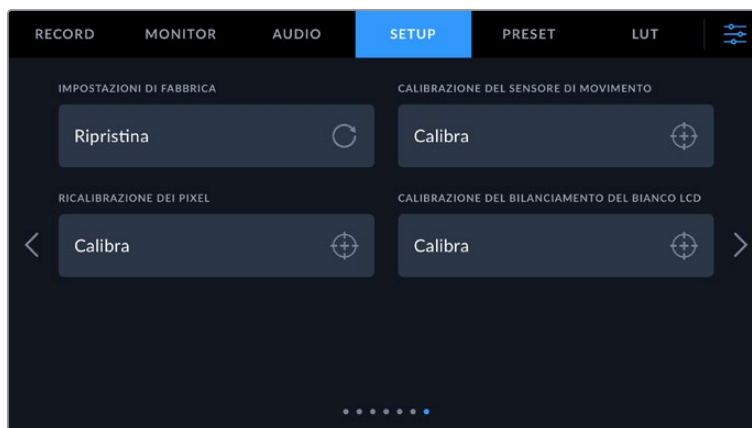 RECORD MONITOR AUDIO SETUP PRESET LUT
IMPOSTAZIONI DI FABBRICA CALIBRAZIONE DEL SENSORE DI MOVIMENTO
Ripristina Calibra
RICALIBRAZIONE DEI PIXEL CALIBRAZIONE DEL BILANCIAMENTO DEL BIANCO LCD
Calibra Calibra